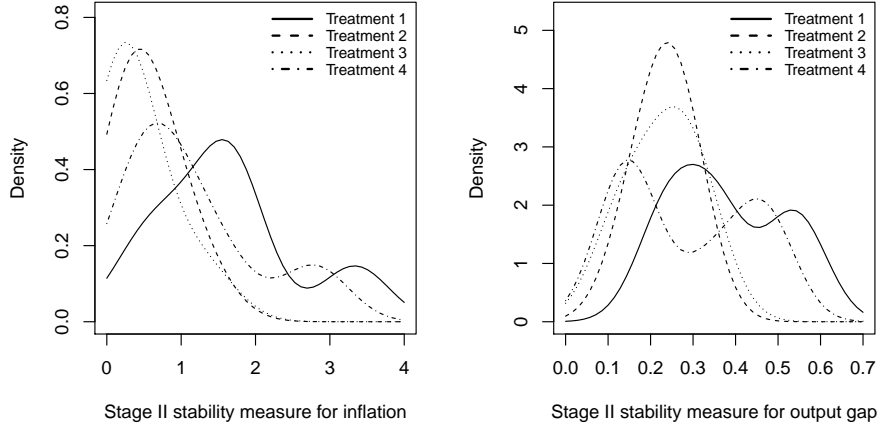 Density
0.0 0.2 0.4 0.6 0.8
Treatment 1
Treatment 2
Treatment 3
Treatment 4
0 1 2 3 4
Stage II stability measure for inflation
Density
0 1 2 3 4 5
Treatment 1
Treatment 2
Treatment 3
Treatment 4
0.0 0.1 0.2 0.3 0.4 0.5 0.6 0.7
Stage II stability measure for output gap